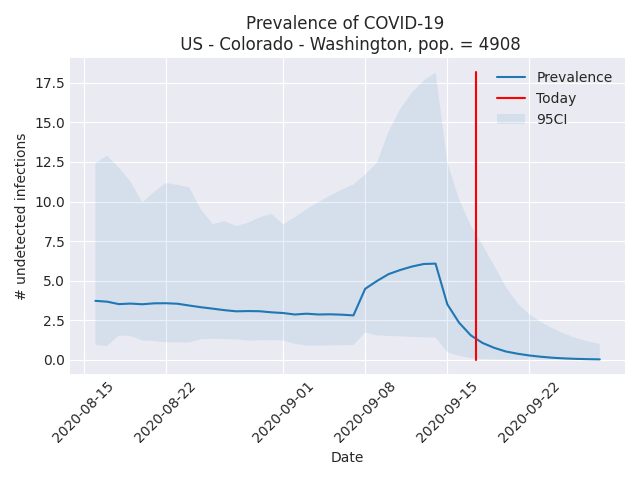 Prevalence of COVID-19
US - Colorado - Washington, pop. = 4908
Prevalence
Today
95CI
17.5
15.0
12.5
10.0
7.5
5.0
2.5
0.0
# undetected infections
2020-08-15
2020-08-22
2020-09-01
2020-09-08
2020-09-15
2020-09-22
Date